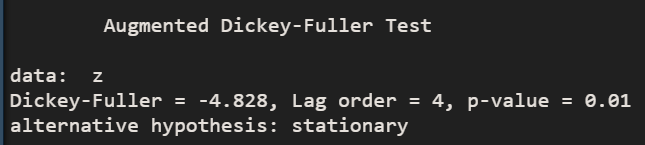 Augmented Dickey-Fuller Test
data:  z
Dickey-Fuller = -4.828, Lag order = 4, p-value = 0.01
alternative hypothesis: stationary